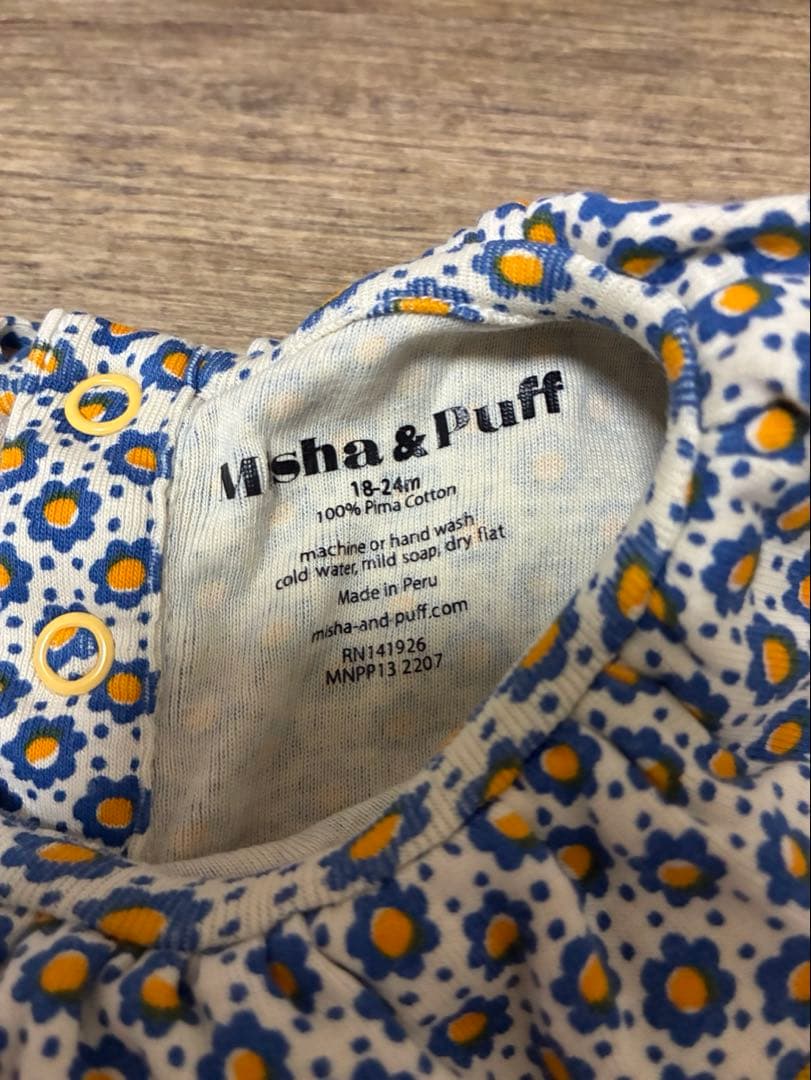 Misha & Puff
18-24m
100% Pima Cotton
machine or hand wash
cold water, mild soap, dry flat
Made in Peru
misha-and-puff.com
RN141926
MNPP13 2207